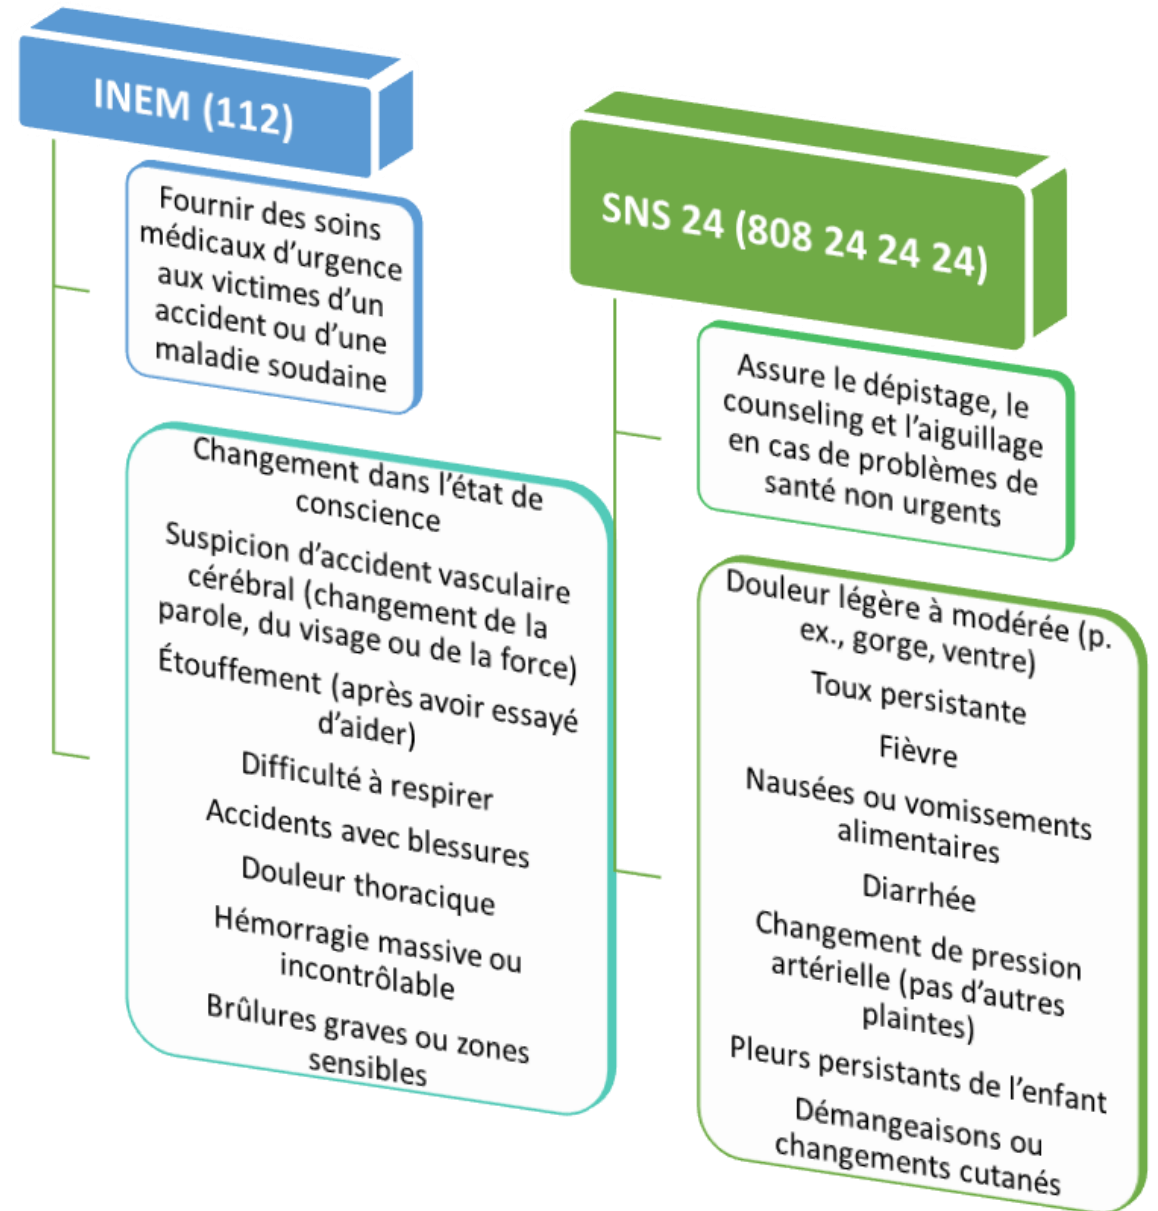 INEM (112)
Fournir des soins
médicaux d’urgence
aux victimes d’un
accident ou d’une
maladie soudaine
Changement dans l’état de
conscience
Suspicion d’accident vasculaire
cérébral (changement de la
parole, du visage ou de la force)
Étouffement (après avoir essayé
d’aider)
Difficulté à respirer
Accidents avec blessures
Douleur thoracique
Hémorragie massive ou
incontrôlable
Brûlures graves ou zones
sensibles
SNS 24 (808 24 24 24)
Assure le dépistage, le
counseling et l’aiguillage
en cas de problèmes de
santé non urgents
Douleur légère à modérée (p.
ex., gorge, ventre)
Toux persistante
Fièvre
Nausées ou vomissements
alimentaires
Diarrhée
Changement de pression
artérielle (pas d’autres
plaintes)
Pleurs persistants de l’enfant
Démangeaisons ou
changements cutanés